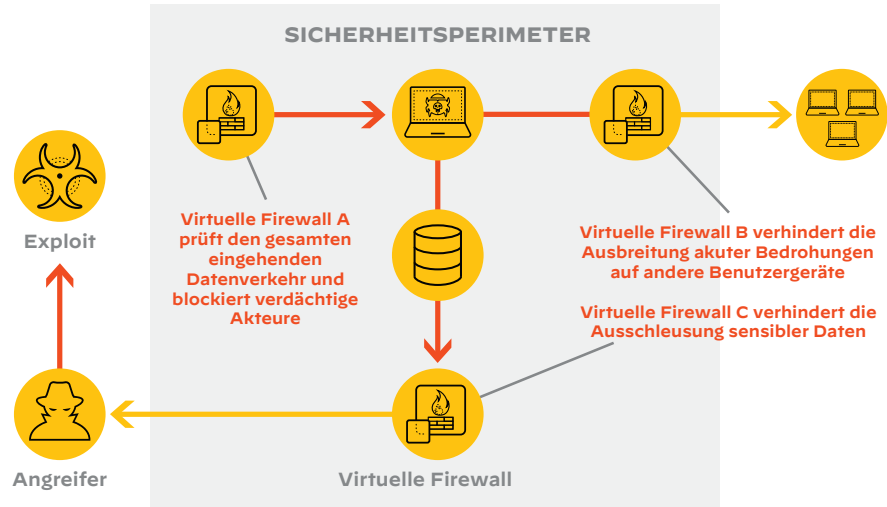 SICHERHEITSPERIMETER
Exploit
Virtuelle Firewall A
prüft den gesamten
eingehenden
Datenverkehr und
blockiert verdächtige
Akteure
Virtuelle Firewall B verhindert die
Ausbreitung akuter Bedrohungen
auf andere Benutzergeräte
Virtuelle Firewall C verhindert die
Ausschleusung sensibler Daten
Angreifer
Virtuelle Firewall